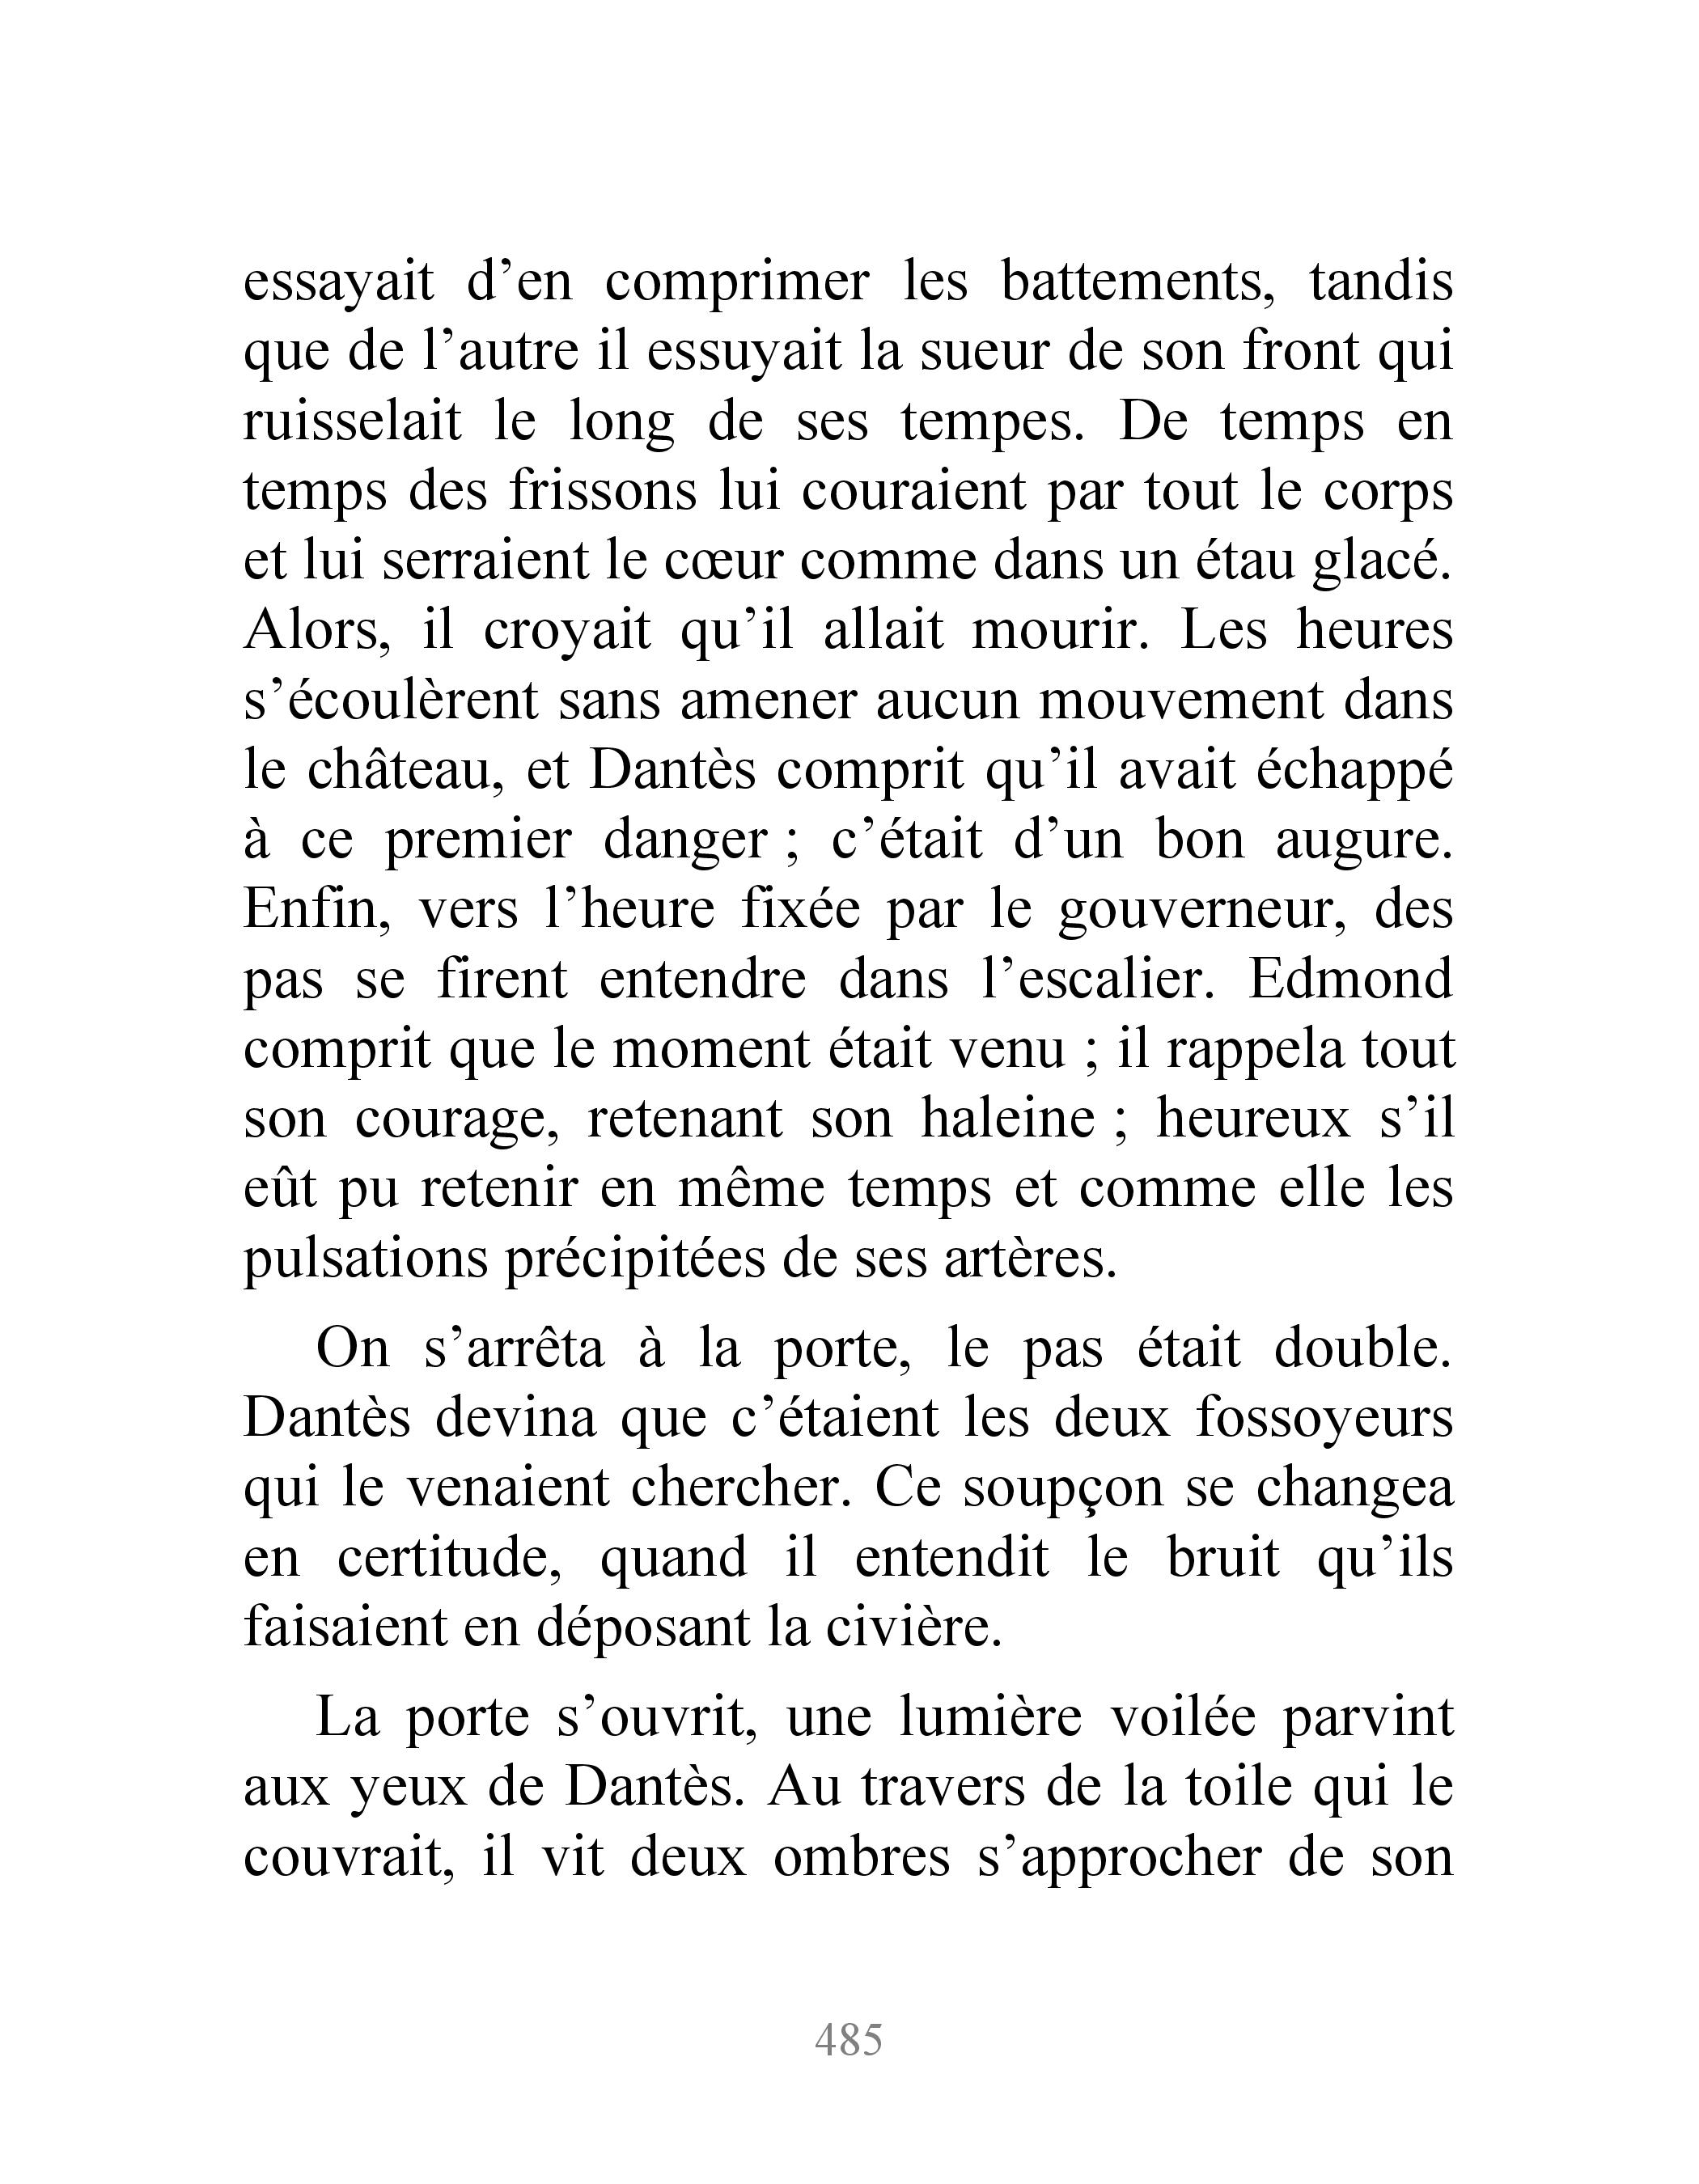 essayait d’en comprimer les battements, tandis
que de l’autre il essuyait la sueur de son front qui
ruisselait le long de ses tempes. De temps en
temps des frissons lui couraient par tout le corps
et lui serraient le cœur comme dans un étau glacé.
Alors, il croyait qu’il allait mourir. Les heures
s’écoulèrent sans amener aucun mouvement dans
le château, et Dantès comprit qu’il avait échappé
à ce premier danger ; c’était d’un bon augure.
Enfin, vers l’heure fixée par le gouverneur, des
pas se firent entendre dans l’escalier. Edmond
comprit que le moment était venu ; il rappela tout
son courage, retenant son haleine ; heureux s’il
eût pu retenir en même temps et comme elle les
pulsations précipitées de ses artères.
On s’arrêta à la porte, le pas était double.
Dantès devina que c’étaient les deux fossoyeurs
qui le venaient chercher. Ce soupçon se changea
en certitude, quand il entendit le bruit qu’ils
faisaient en déposant la civière.
La porte s’ouvrit, une lumière voilée parvint
aux yeux de Dantès. Au travers de la toile qui le
couvrait, il vit deux ombres s’approcher de son
485